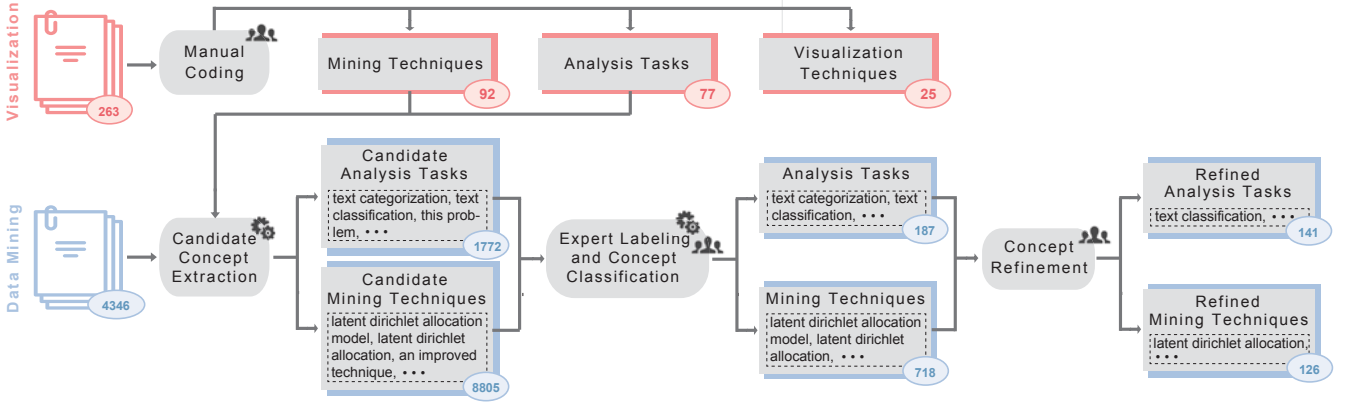 Visualization
263
Manual
Coding
Mining Techniques
92
Analysis Tasks
77
Visualization
Techniques
25
Data Mining
4346
Candidate
Concept
Extraction
Candidate
Analysis Tasks
text categorization, text
classification, this prob-
lem, • • •
1772
Candidate
Mining Techniques
latent dirichlet allocation
model, latent dirichlet
allocation, an improved
technique, • • •
8805
Expert Labeling
and Concept
Classification
Analysis Tasks
text categorization, text
classification, • • •
187
Mining Techniques
latent dirichlet allocation
model, latent dirichlet
allocation, • • •
718
Concept
Refinement
Refined
Analysis Tasks
text classification, • • •
141
Refined
Mining Techniques
latent dirichlet allocation,
• • •
126